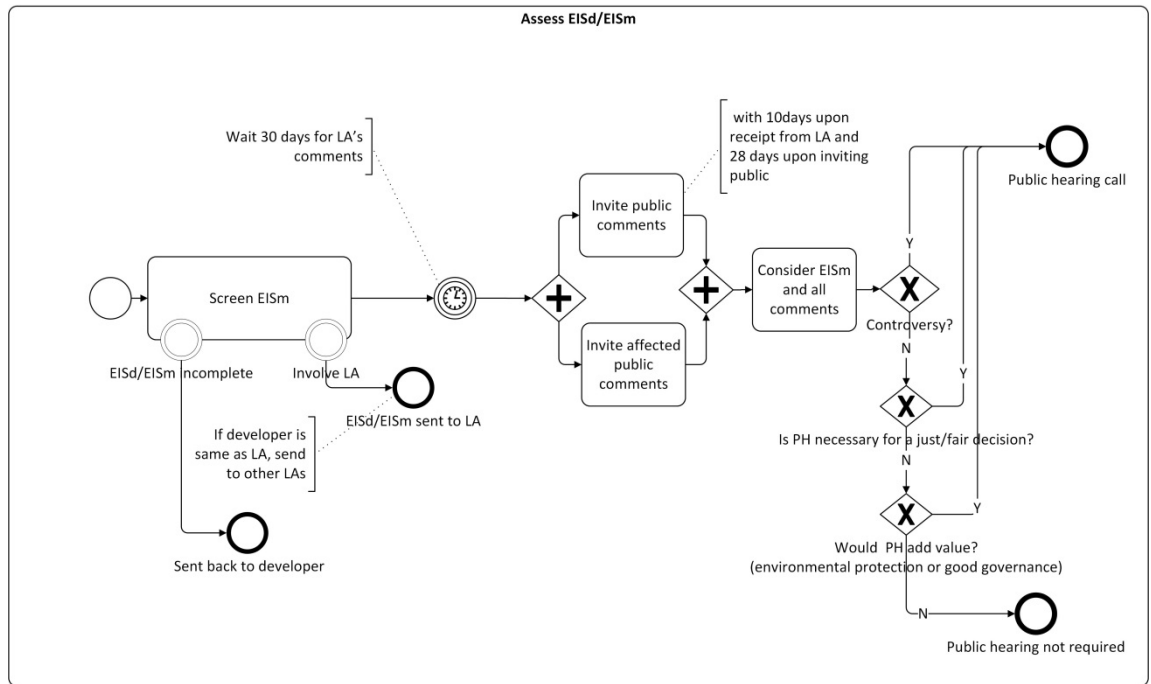 Assess EISd/EISm
Wait 30 days for LA's
comments
with 10days upon
receipt from LA and
28 days upon inviting
public
Invite public
comments
Public hearing call
Y
Screen EISm
Consider EISm
and all
comments
Controversy?
EISd/EISm incomplete
Involve LA
Invite affected
public
comments
N
Y
EISd/EISm sent to LA
If developer is
same as LA, send
to other LAs
Is PH necessary for a just/fair decision?
N
Y
Sent back to developer
Would PH add value?
(environmental protection or good governance)
N
Public hearing not required